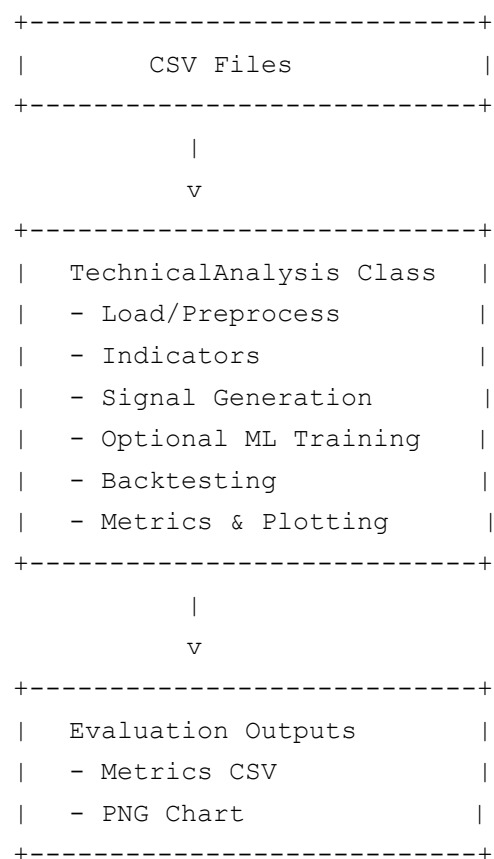 +----------------------------+
|        CSV Files            |
+----------------------------+
           |
           v
+----------------------------+
|   TechnicalAnalysis Class   |
|   - Load/Preprocess         |
|   - Indicators              |
|   - Signal Generation       |
|   - Optional ML Training    |
|   - Backtesting             |
|   - Metrics & Plotting       |
+----------------------------+
           |
           v
+----------------------------+
|   Evaluation Outputs        |
|   - Metrics CSV             |
|   - PNG Chart              |
+----------------------------+